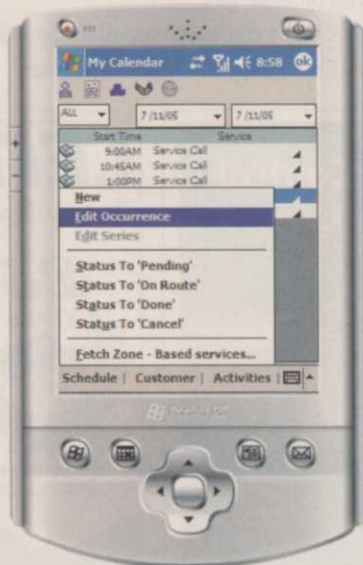 My Calendar 8:58 ok
ALL 7/11/05 7/11/05
Start Time Service
9:00AM Service Call
10:45AM Service Call
1:00PM Service Call
New
Edit Occurrence
Edit Series
Status To 'Pending'
Status To 'On Route'
Status To 'Done'
Status To 'Cancel'
Fetch Zone - Based services...
Schedule | Customer | Activities
+
-